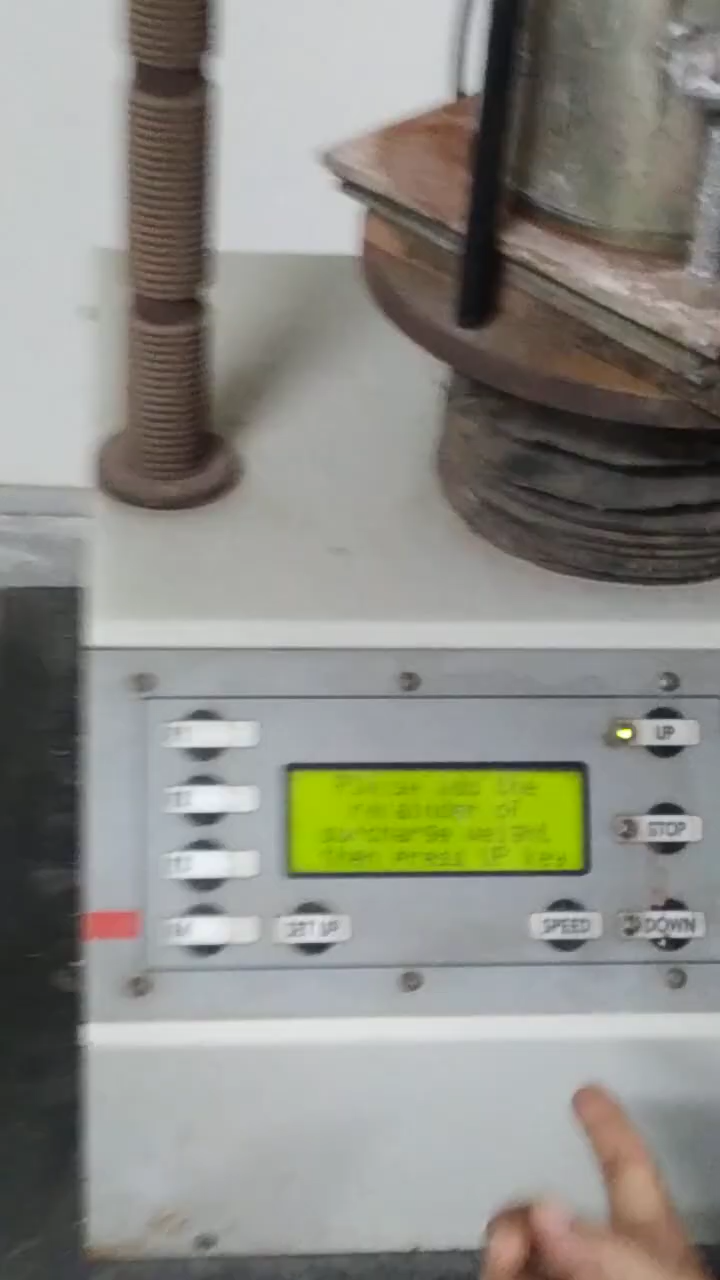 Please add the
remainder of
surcharge weight
then press UP key
UP
STOP
SET UP
SPEED
DOWN